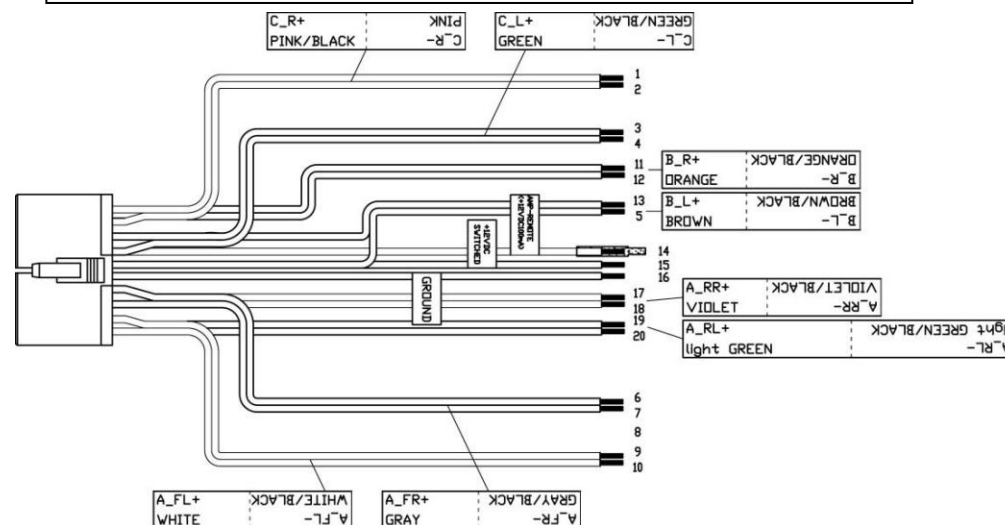 C_R+ PINK
PINK/BLACK C_R-
C_L+ GREEN/BLACK
GREEN C_L-
1
2
3
4
11
12
B_R+ ORANGE/BLACK
ORANGE B_R-
13
5
B_L+ BROWN/BLACK
BROWN B_L-
AMP-REMOTE
+12VDC
SWITCHED
14
15
16
GROUND
17
18
A_RR+ VIOLET/BLACK
VIOLET A_RR-
19
20
A_RL+ GREEN/BLACK
light GREEN A_RL-
6
7
8
9
10
A_FL+ WHITE/BLACK
WHITE A_FL-
A_FR+ GRAY/BLACK
GRAY A_FR-